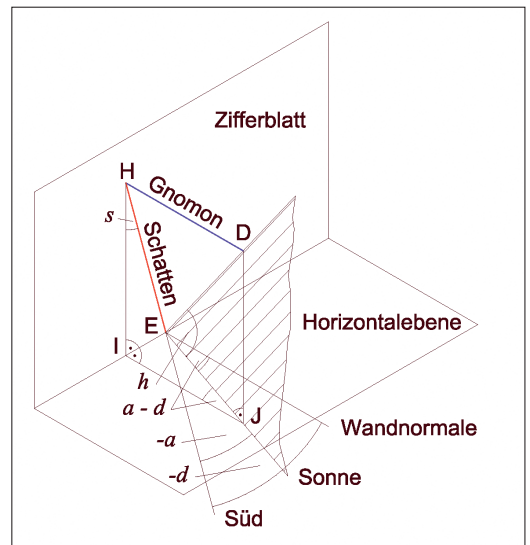 Zifferblatt
H
Gnomon
s
Schatten
D
E
Horizontalebene
I
h
a - d
J
-a
Wandnormale
-d
Sonne
Süd